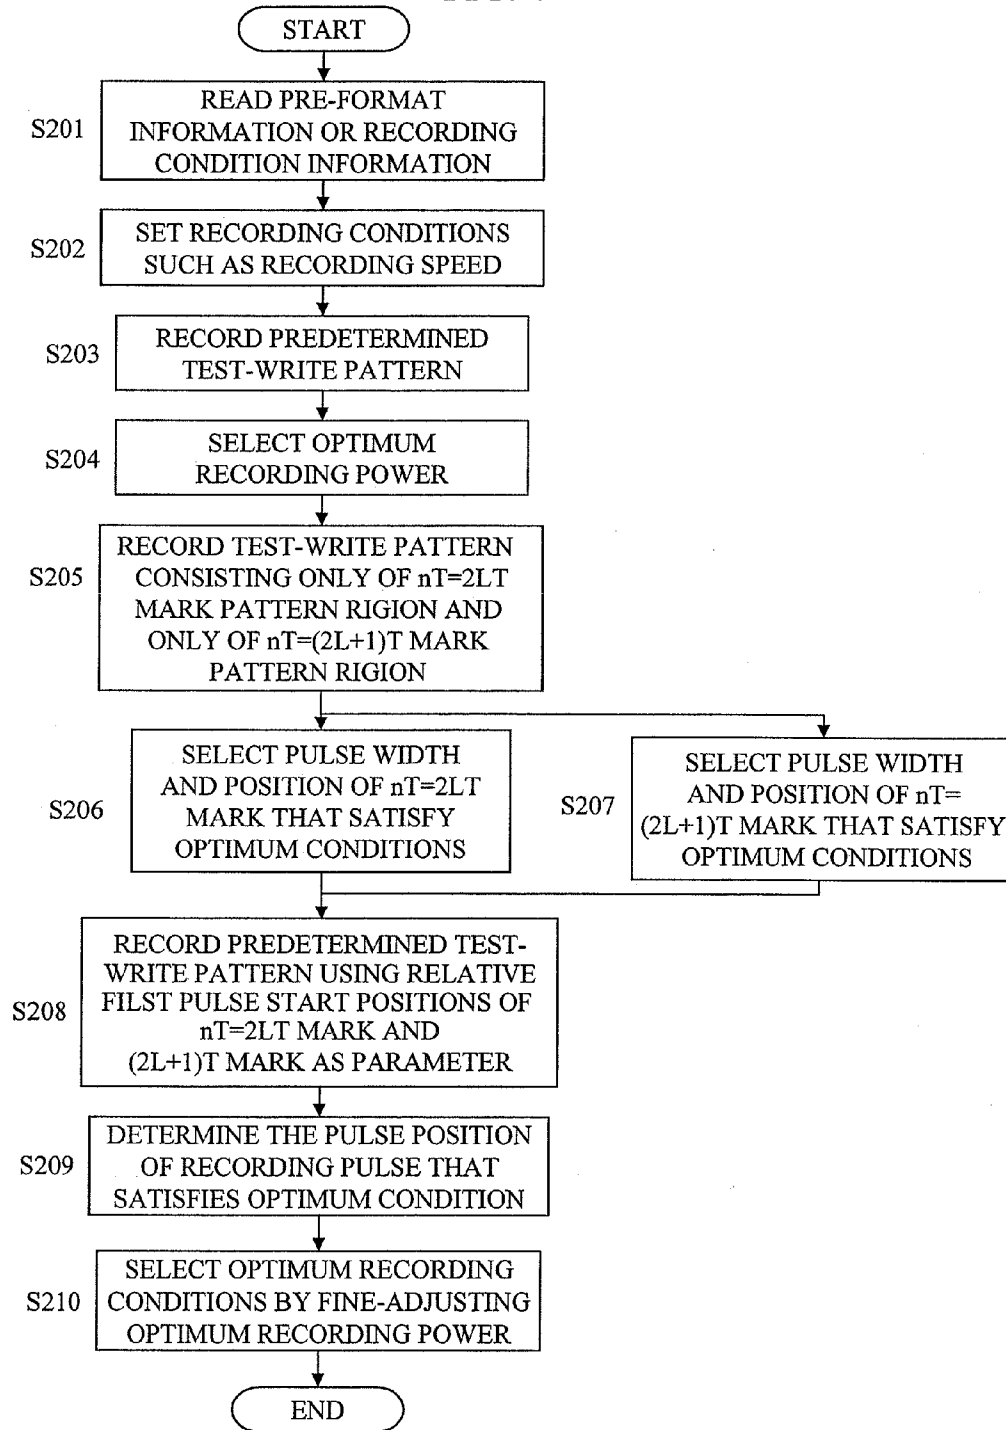 START
S201
READ PRE-FORMAT
INFORMATION OR RECORDING
CONDITION INFORMATION
S202
SET RECORDING CONDITIONS
SUCH AS RECORDING SPEED
S203
RECORD PREDETERMINED
TEST-WRITE PATTERN
S204
SELECT OPTIMUM
RECORDING POWER
S205
RECORD TEST-WRITE PATTERN
CONSISTING ONLY OF nT=2LT
MARK PATTERN RIGION AND
ONLY OF nT=(2L+1)T MARK
PATTERN RIGION
S206
SELECT PULSE WIDTH
AND POSITION OF nT=2LT
MARK THAT SATISFY
OPTIMUM CONDITIONS
S207
SELECT PULSE WIDTH
AND POSITION OF nT=
(2L+1)T MARK THAT SATISFY
OPTIMUM CONDITIONS
S208
RECORD PREDETERMINED TEST-
WRITE PATTERN USING RELATIVE
FILST PULSE START POSITIONS OF
nT=2LT MARK AND
(2L+1)T MARK AS PARAMETER
S209
DETERMINE THE PULSE POSITION
OF RECORDING PULSE THAT
SATISFIES OPTIMUM CONDITION
S210
SELECT OPTIMUM RECORDING
CONDITIONS BY FINE-ADJUSTING
OPTIMUM RECORDING POWER
END